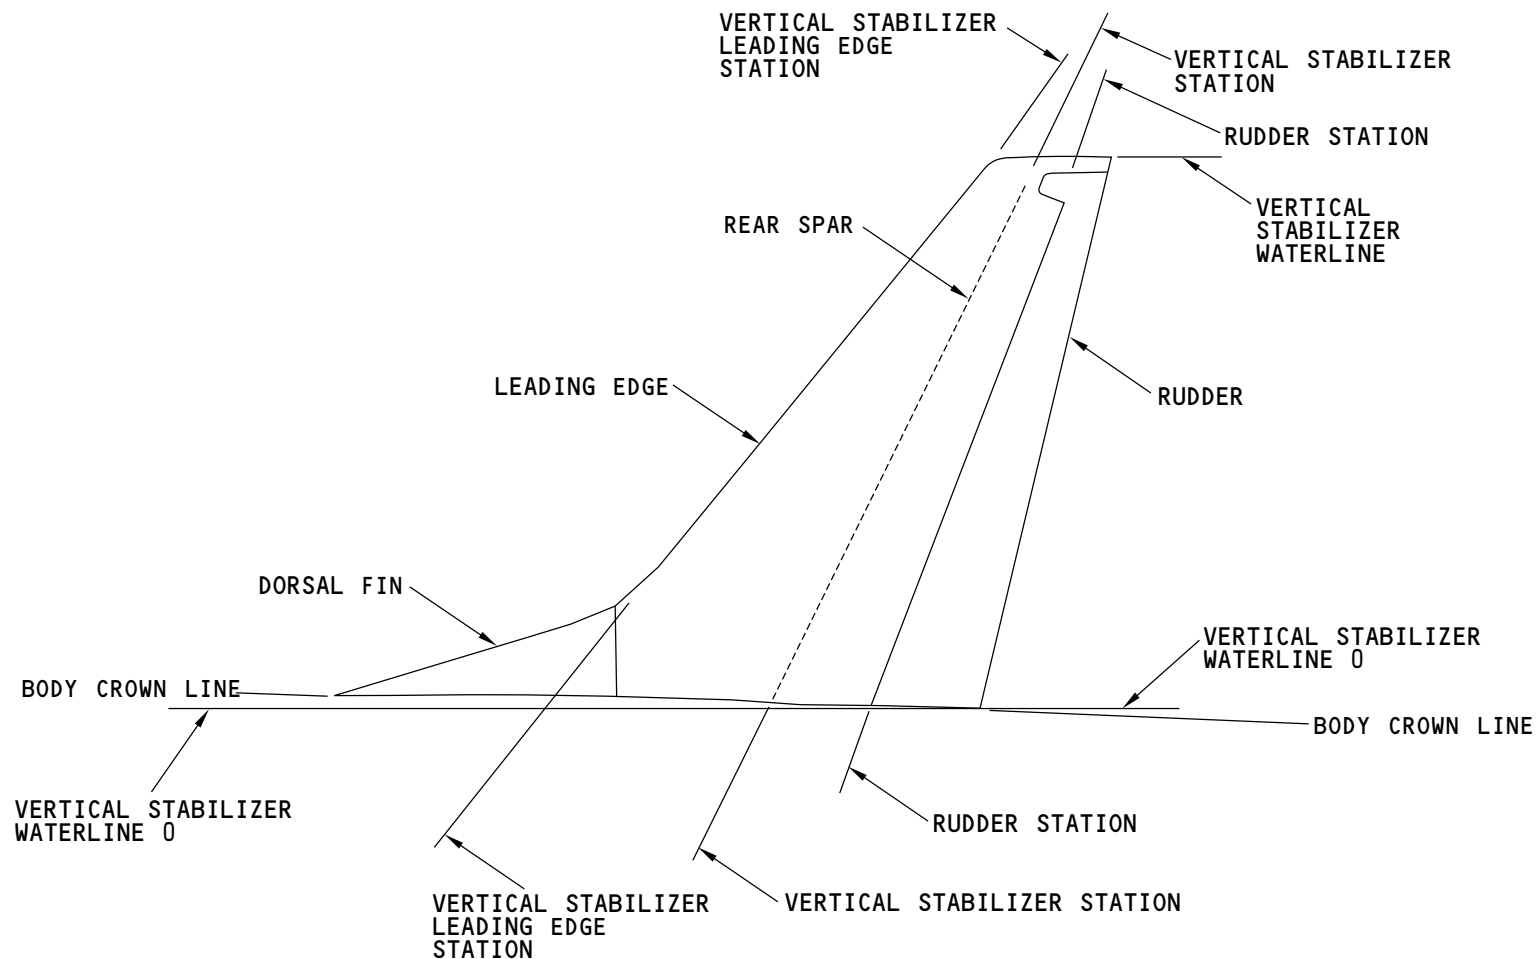 VERTICAL STABILIZER
LEADING EDGE
STATION
VERTICAL STABILIZER
STATION
RUDDER STATION
VERTICAL
STABILIZER
WATERLINE
REAR SPAR
LEADING EDGE
RUDDER
DORSAL FIN
VERTICAL STABILIZER
WATERLINE 0
BODY CROWN LINE
BODY CROWN LINE
VERTICAL STABILIZER
WATERLINE 0
RUDDER STATION
VERTICAL STABILIZER
LEADING EDGE
STATION
VERTICAL STABILIZER STATION